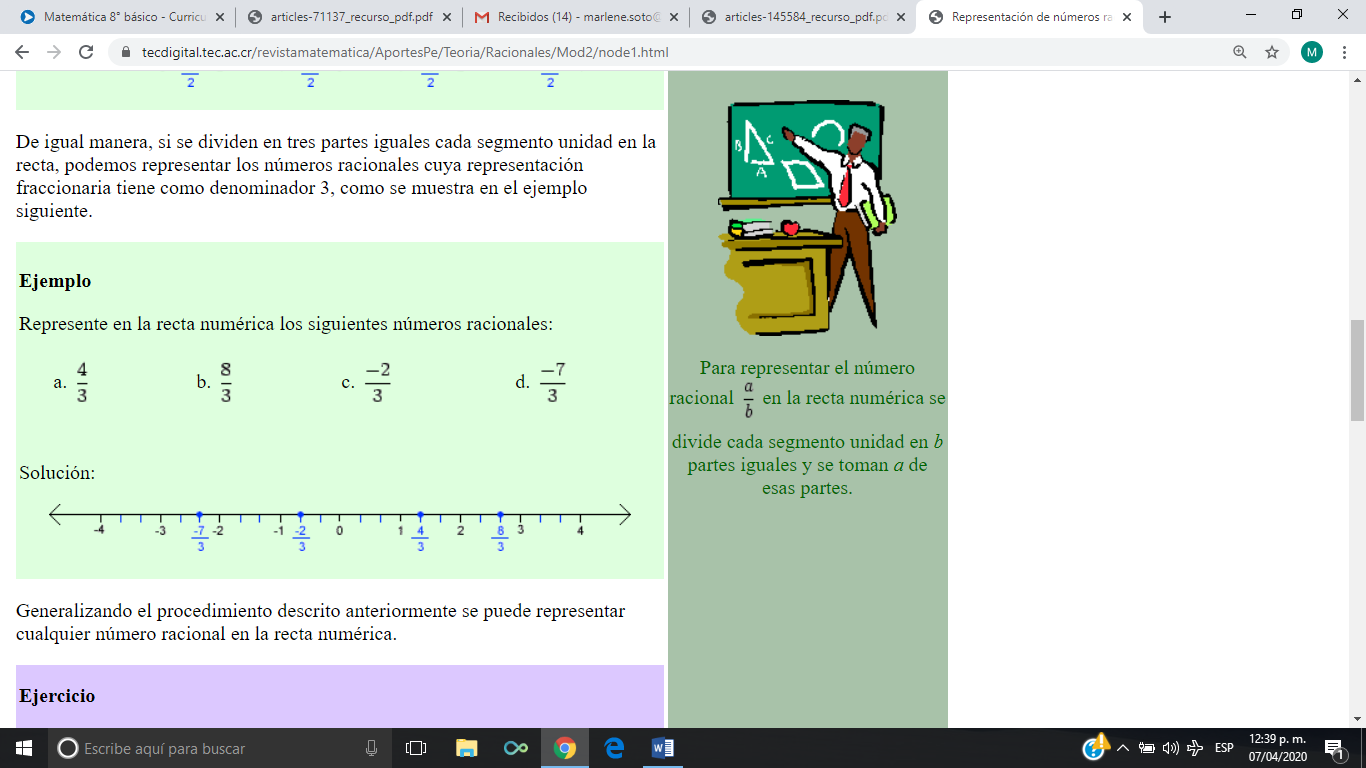 Matemática 8° básico - Curricu
articles-71137_recurso_pdf.pdf
Recibidos (14) - marlene.soto@
articles-145584_recurso_pdf.pd
Representación de números ra
tecdigital.tec.ac.cr/revistamatematica/AportesPe/Teoria/Racionales/Mod2/node1.html
M
2 2 2 2
De igual manera, si se dividen en tres partes iguales cada segmento unidad en la
recta, podemos representar los números racionales cuya representación
fraccionaria tiene como denominador 3, como se muestra en el ejemplo
siguiente.
Ejemplo
Represente en la recta numérica los siguientes números racionales:
a. 4/3 b. 8/3 c. -2/3 d. -7/3
Solución:
-4 -3 -7/3 -2 -1 -2/3 0 1 4/3 2 8/3 3 4
Generalizando el procedimiento descrito anteriormente se puede representar
cualquier número racional en la recta numérica.
Ejercicio
B C
A
Para representar el número
racional a/b en la recta numérica se
divide cada segmento unidad en b
partes iguales y se toman a de
esas partes.
Escribe aquí para buscar
ESP
12:39 p. m.
07/04/2020
1